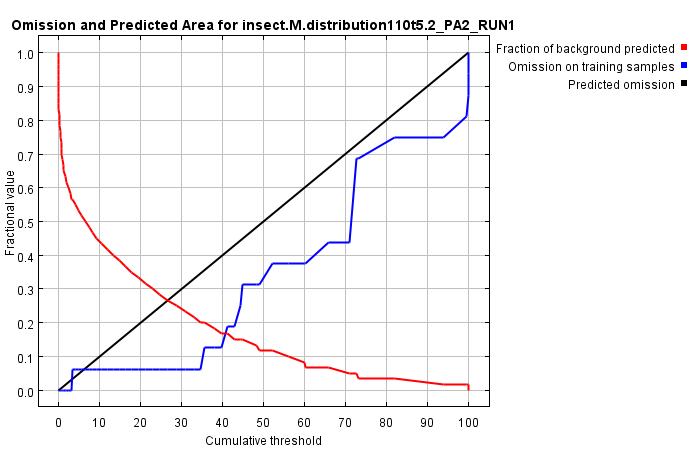 Omission and Predicted Area for insect.M.distribution110t5.2_PA2_RUN1
Fraction of background predicted
Omission on training samples
Predicted omission
Fractional value
1.0
0.9
0.8
0.7
0.6
0.5
0.4
0.3
0.2
0.1
0.0
0 10 20 30 40 50 60 70 80 90 100
Cumulative threshold